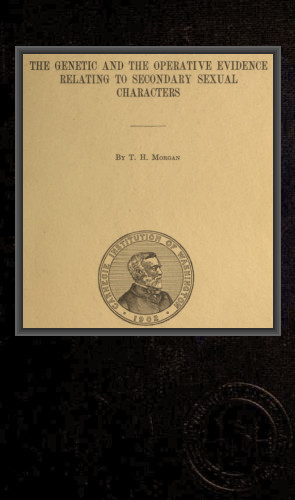 THE GENETIC AND THE OPERATIVE EVIDENCE
RELATING TO SECONDARY SEXUAL
CHARACTERS
BY T. H. MORGAN
CARNEGIE INSTITUTION OF WASHINGTON
1902